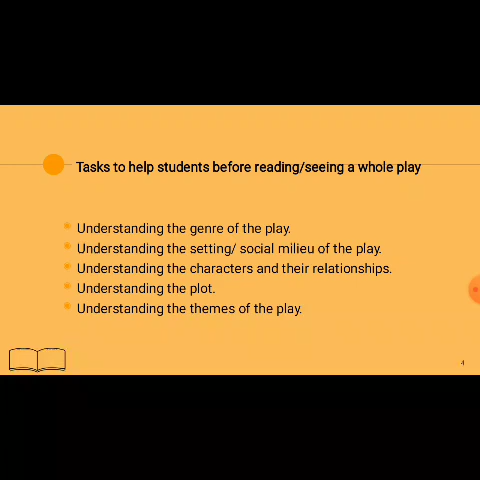 Tasks to help students before reading/seeing a whole play
Understanding the genre of the play.
Understanding the setting/ social milieu of the play.
Understanding the characters and their relationships.
Understanding the plot.
Understanding the themes of the play.
4